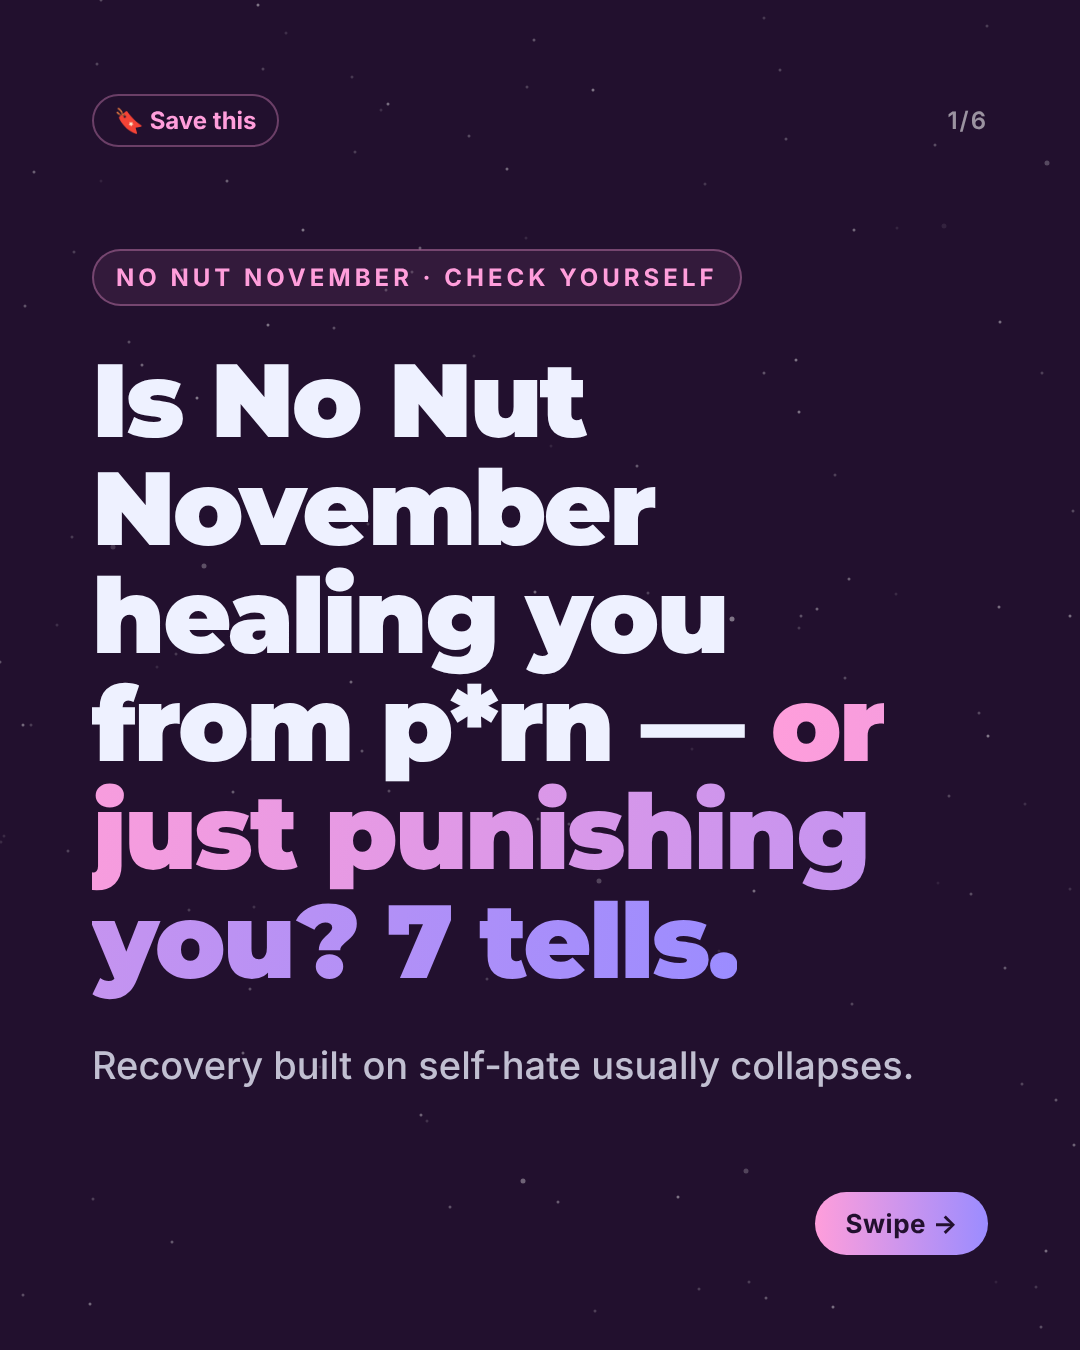 🔖 Save this
1/6
NO NUT NOVEMBER · CHECK YOURSELF
Is No Nut
November
healing you
from p*rn — or
just punishing
you? 7 tells.
Recovery built on self-hate usually collapses.
Swipe →